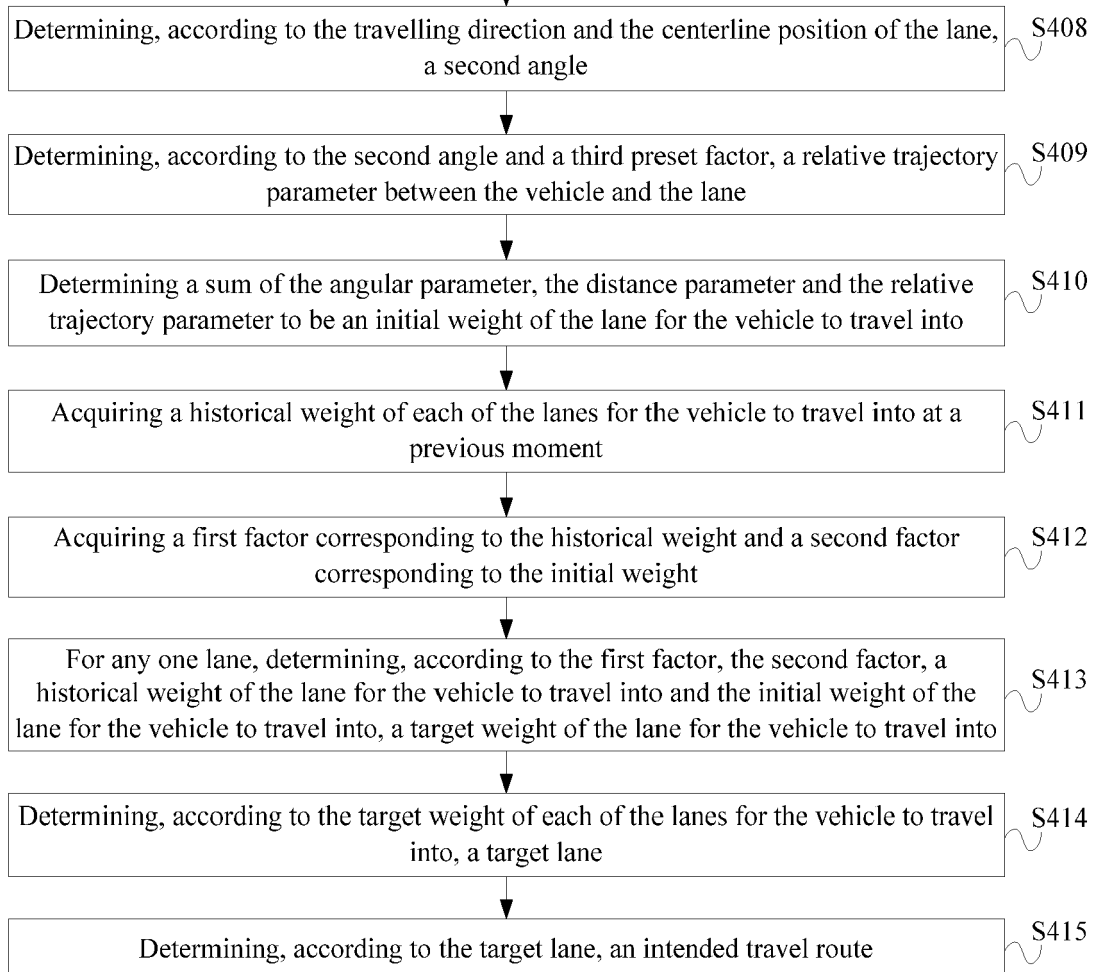 Determining, according to the travelling direction and the centerline position of the lane,
a second angle
S408
Determining, according to the second angle and a third preset factor, a relative trajectory
parameter between the vehicle and the lane
S409
Determining a sum of the angular parameter, the distance parameter and the relative
trajectory parameter to be an initial weight of the lane for the vehicle to travel into
S410
Acquiring a historical weight of each of the lanes for the vehicle to travel into at a
previous moment
S411
Acquiring a first factor corresponding to the historical weight and a second factor
corresponding to the initial weight
S412
For any one lane, determining, according to the first factor, the second factor, a
historical weight of the lane for the vehicle to travel into and the initial weight of the
lane for the vehicle to travel into, a target weight of the lane for the vehicle to travel into
S413
Determining, according to the target weight of each of the lanes for the vehicle to travel
into, a target lane
S414
Determining, according to the target lane, an intended travel route
S415